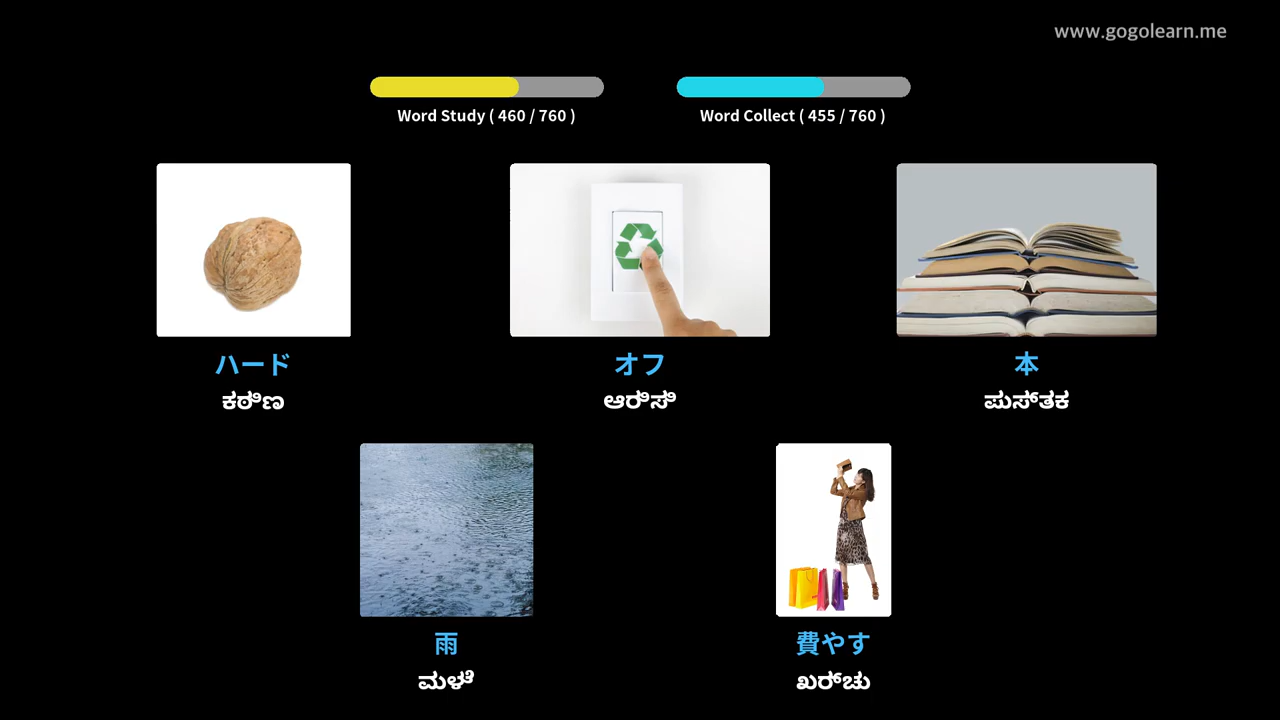 www.gogolearn.me
Word Study ( 460 / 760 )
Word Collect ( 455 / 760 )
ハード
ಕಠಿಣ
オフ
ಆರಿಸಿ
本
ಪುಸ್ತಕ
雨
ಮಳೆ
費やす
ಖರ್ಚು